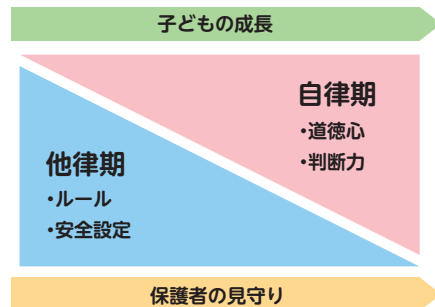 子どもの成長
自律期
・道徳心
・判断力
他律期
・ルール
・安全設定
保護者の見守り